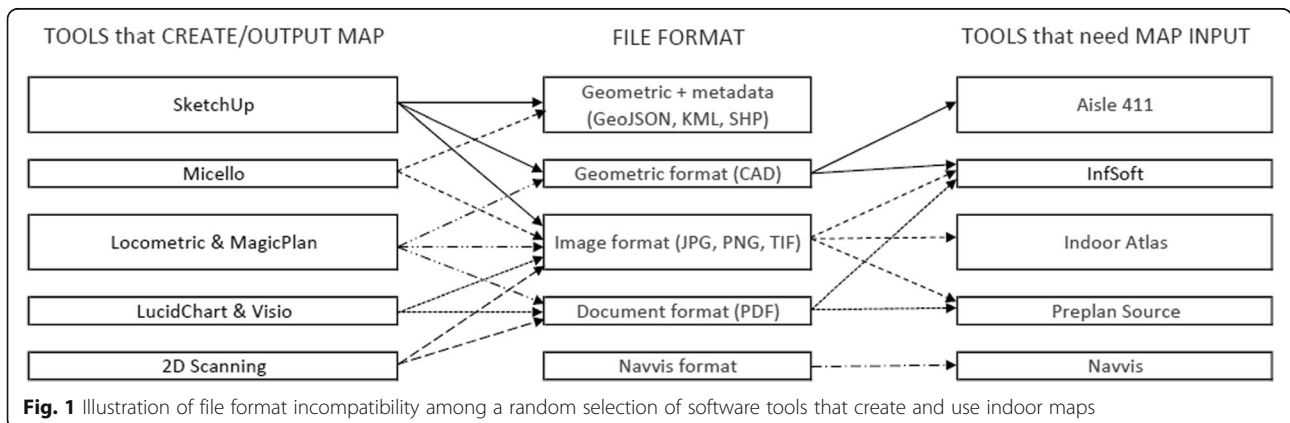 TOOLS that CREATE/OUTPUT MAP
FILE FORMAT
TOOLS that need MAP INPUT
SketchUp
Geometric + metadata
(GeoJSON, KML, SHP)
Aisle 411
Micello
Geometric format (CAD)
InfSoft
Locometric & MagicPlan
Image format (JPG, PNG, TIF)
Indoor Atlas
LucidChart & Visio
Document format (PDF)
Preplan Source
2D Scanning
Navvis format
Navvis
Fig. 1 Illustration of file format incompatibility among a random selection of software tools that create and use indoor maps